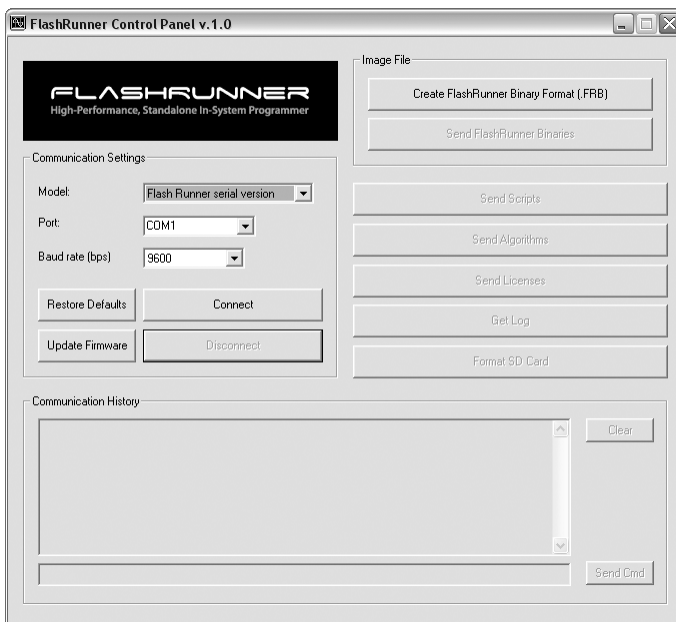 FlashRunner Control Panel v.1.0
FLASHRUNNER
High-Performance, Standalone In-System Programmer
Image File
Create FlashRunner Binary Format (.FRB)
Send FlashRunner Binaries
Communication Settings
Model:
Flash Runner serial version
Port:
COM1
Baud rate (bps)
9600
Restore Defaults
Connect
Update Firmware
Disconnect
Send Scripts
Send Algorithms
Send Licenses
Get Log
Format SD Card
Communication History
Clear
Send Cmd